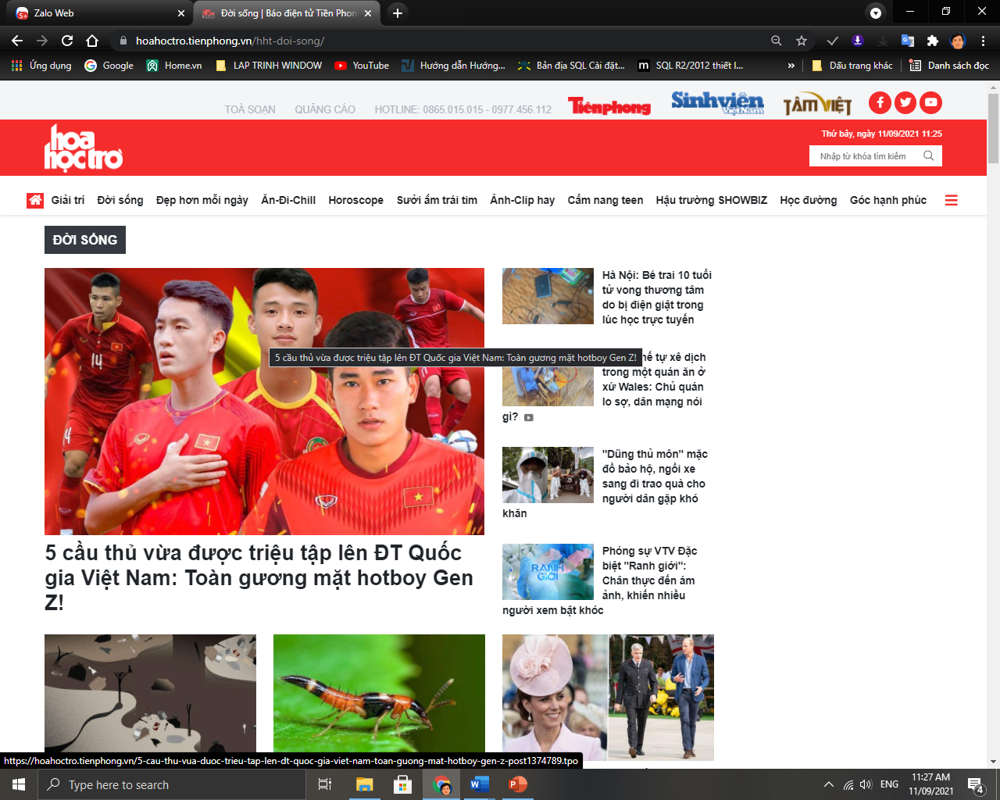 Zalo Web
Đời sống | Báo điện tử Tiền Phon
hoahoctro.tienphong.vn/hht-doi-song/
Ứng dụng
Google
Home.vn
LAP TRINH WINDOW
YouTube
Hướng dẫn Hướng...
Bản địa SQL Cài đặt...
SQL R2/2012 thiết l...
»
Dấu trang khác
Danh sách đọc
TOÀ SOẠN
QUẢNG CÁO
HOTLINE: 0865.015.015 - 0977.456.112
Tiền phong
Sinh viên
VIỆT NAM
TÂM VIỆT
hoa
học trò
Thứ bảy, ngày 11/09/2021 11:25
Nhập từ khóa tìm kiếm
Giải trí
Đời sống
Đẹp hơn mỗi ngày
Ăn-Đi-Chill
Horoscope
Sưởi ấm trái tim
Ảnh-Clip hay
Cẩm nang teen
Hậu trường SHOWBIZ
Học đường
Góc hạnh phúc
ĐỜI SỐNG
14
14
5 cầu thủ vừa được triệu tập lên ĐT Quốc gia Việt Nam: Toàn gương mặt hotboy Gen Z!
5 cầu thủ vừa được triệu tập lên ĐT Quốc
gia Việt Nam: Toàn gương mặt hotboy Gen
Z!
Hà Nội: Bé trai 10 tuổi
tử vong thương tâm
do bị điện giật trong
lúc học trực tuyến
tự xê dịch
trong một quán ăn ở
xứ Wales: Chủ quán
lo sợ, dân mạng nói
gì?
"Dũng thủ môn" mặc
đồ bảo hộ, ngồi xe
sang đi trao quà cho
người dân gặp khó
khăn
RANH
GIỚI
Phóng sự VTV Đặc
biệt "Ranh giới":
Chân thực đến ám
ảnh, khiến nhiều
người xem bật khóc
https://hoahoctro.tienphong.vn/5-cau-thu-vua-duoc-trieu-tap-len-dt-quoc-gia-viet-nam-toan-guong-mat-hotboy-gen-z-post1374789.tpo
Type here to search
ENG
11:27 AM
11/09/2021
4